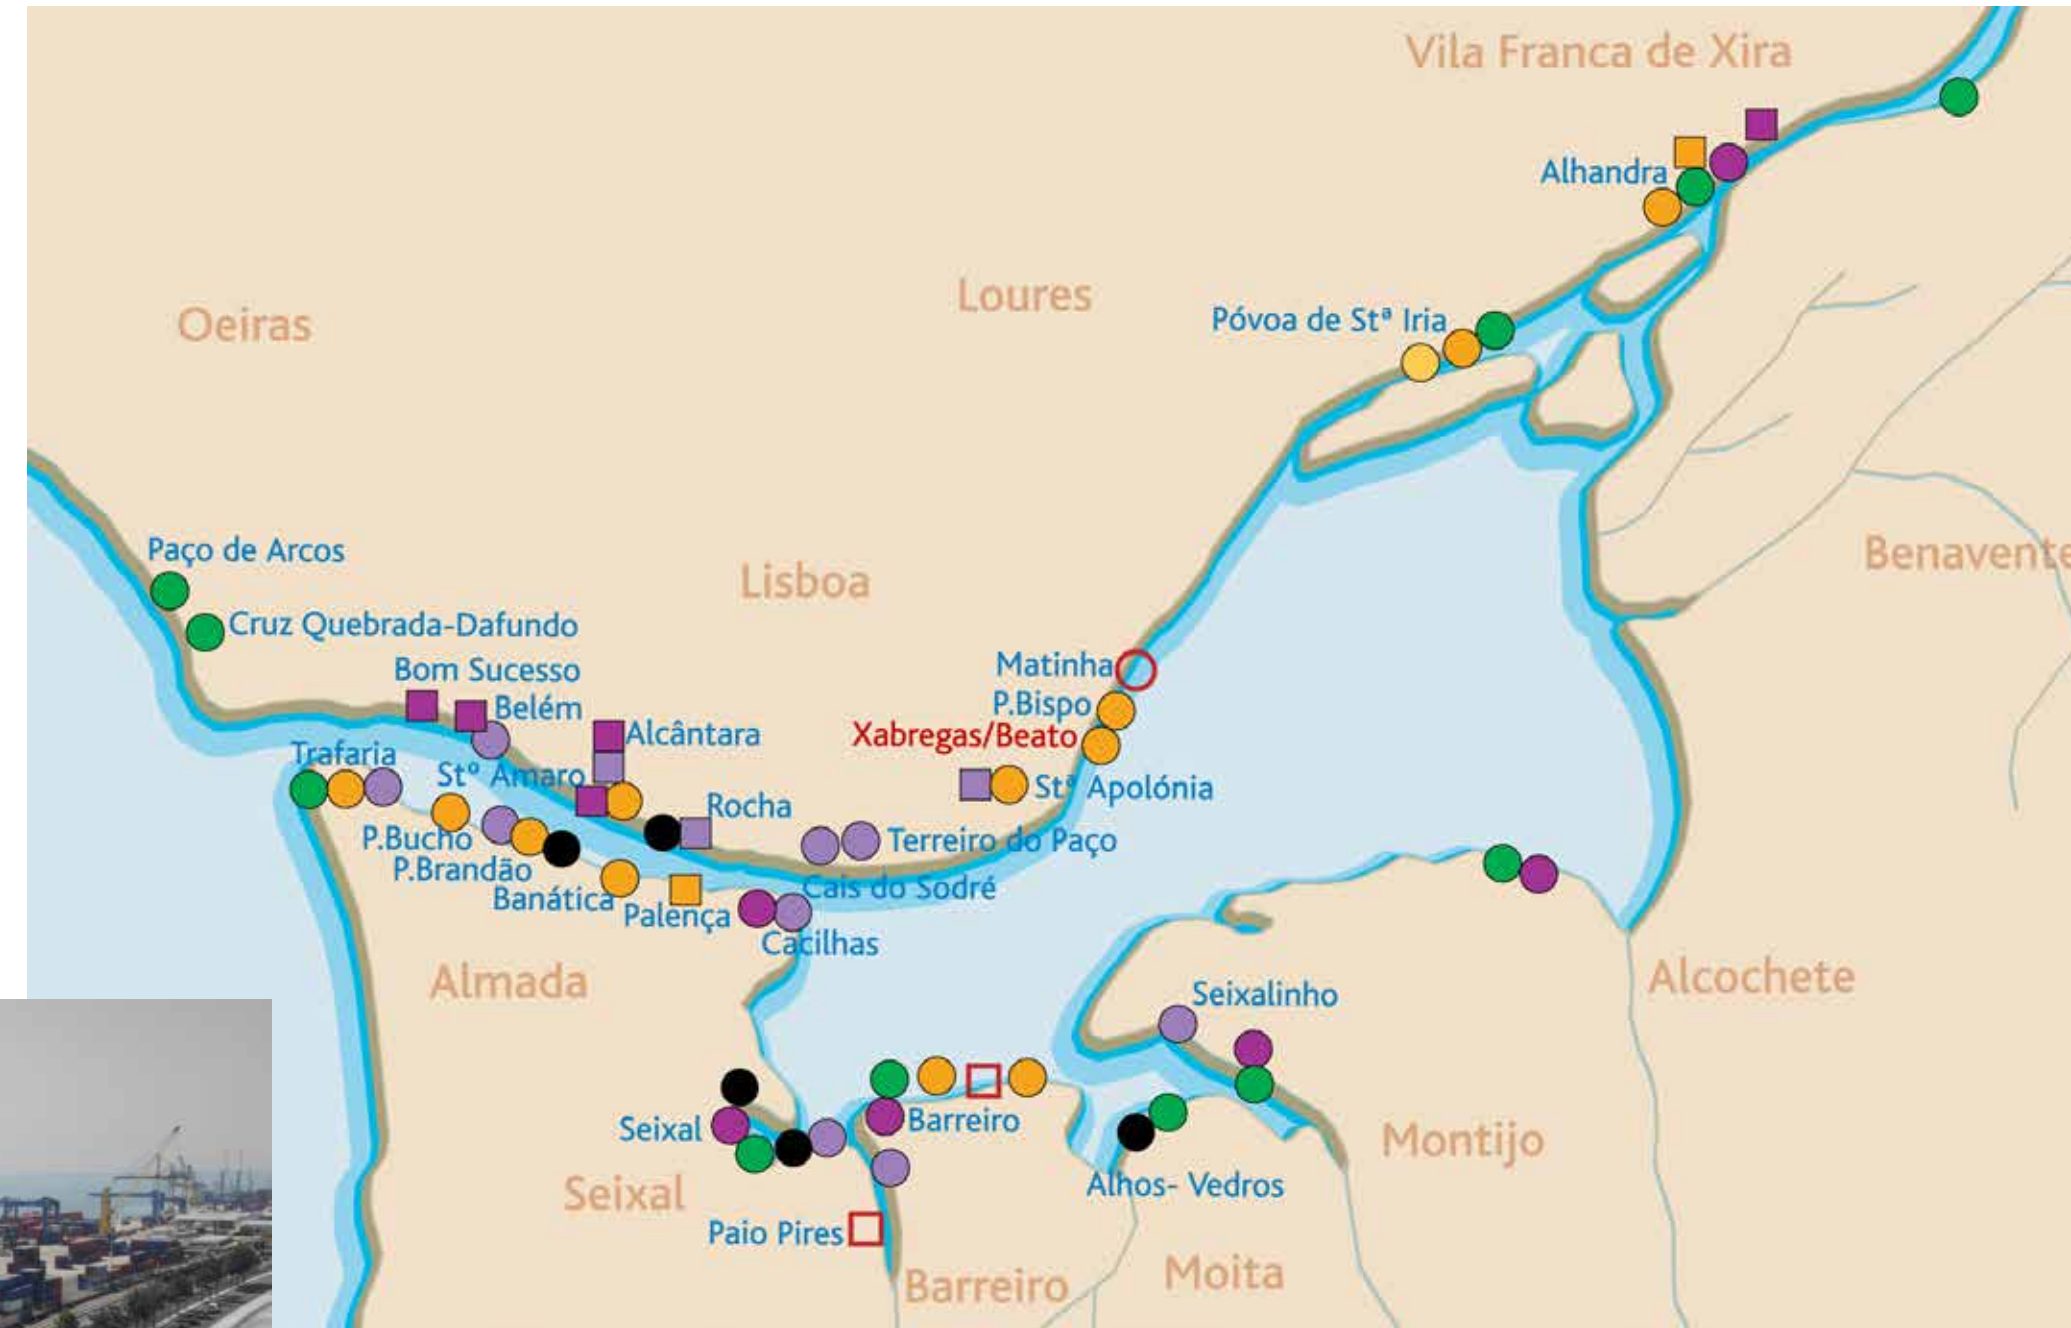 Vila Franca de Xira
Alhandra
Loures
Oeiras
Póvoa de Stª Iria
Paço de Arcos
Benavente
Lisboa
Cruz Quebrada-Dafundo
Bom Sucesso
Matinha
Belém
P.Bispo
Alcântara
Xabregas/Beato
Trafaria
Stº Amaro
Stª Apolónia
Rocha
P.Bucho
Terreiro do Paço
P.Brandão
Banática
Cais do Sodré
Palença
Cacilhas
Almada
Alcochete
Seixalinho
Seixal
Barreiro
Montijo
Alhos- Vedros
Seixal
Paio Pires
Barreiro
Moita